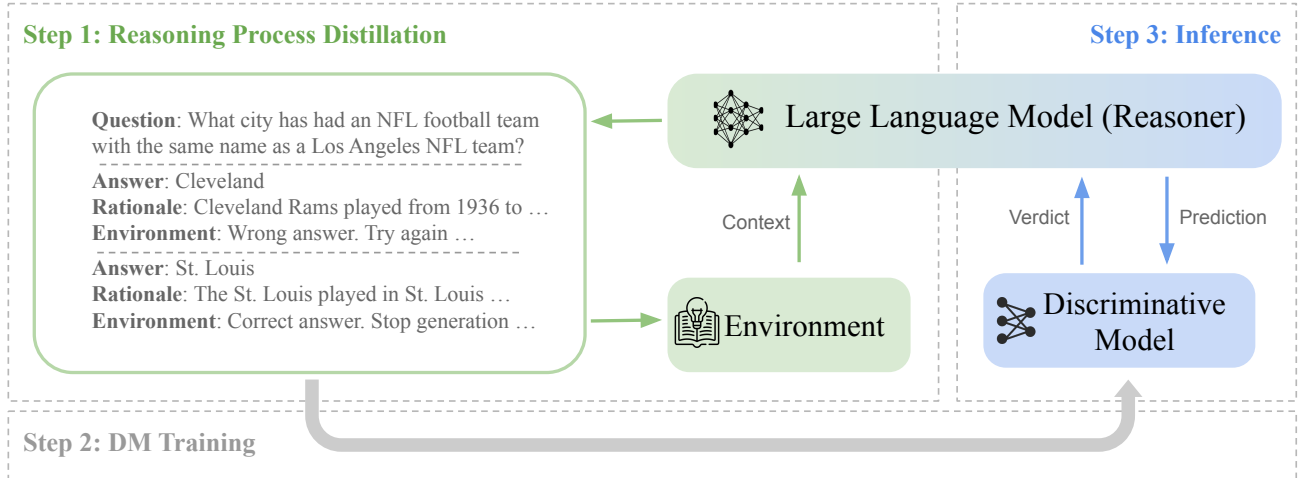 Step 1: Reasoning Process Distillation
Question: What city has had an NFL football team
with the same name as a Los Angeles NFL team?
Answer: Cleveland
Rationale: Cleveland Rams played from 1936 to …
Environment: Wrong answer. Try again …
Answer: St. Louis
Rationale: The St. Louis played in St. Louis …
Environment: Correct answer. Stop generation …
Context
Environment
Step 3: Inference
Large Language Model (Reasoner)
Verdict
Prediction
Discriminative
Model
Step 2: DM Training